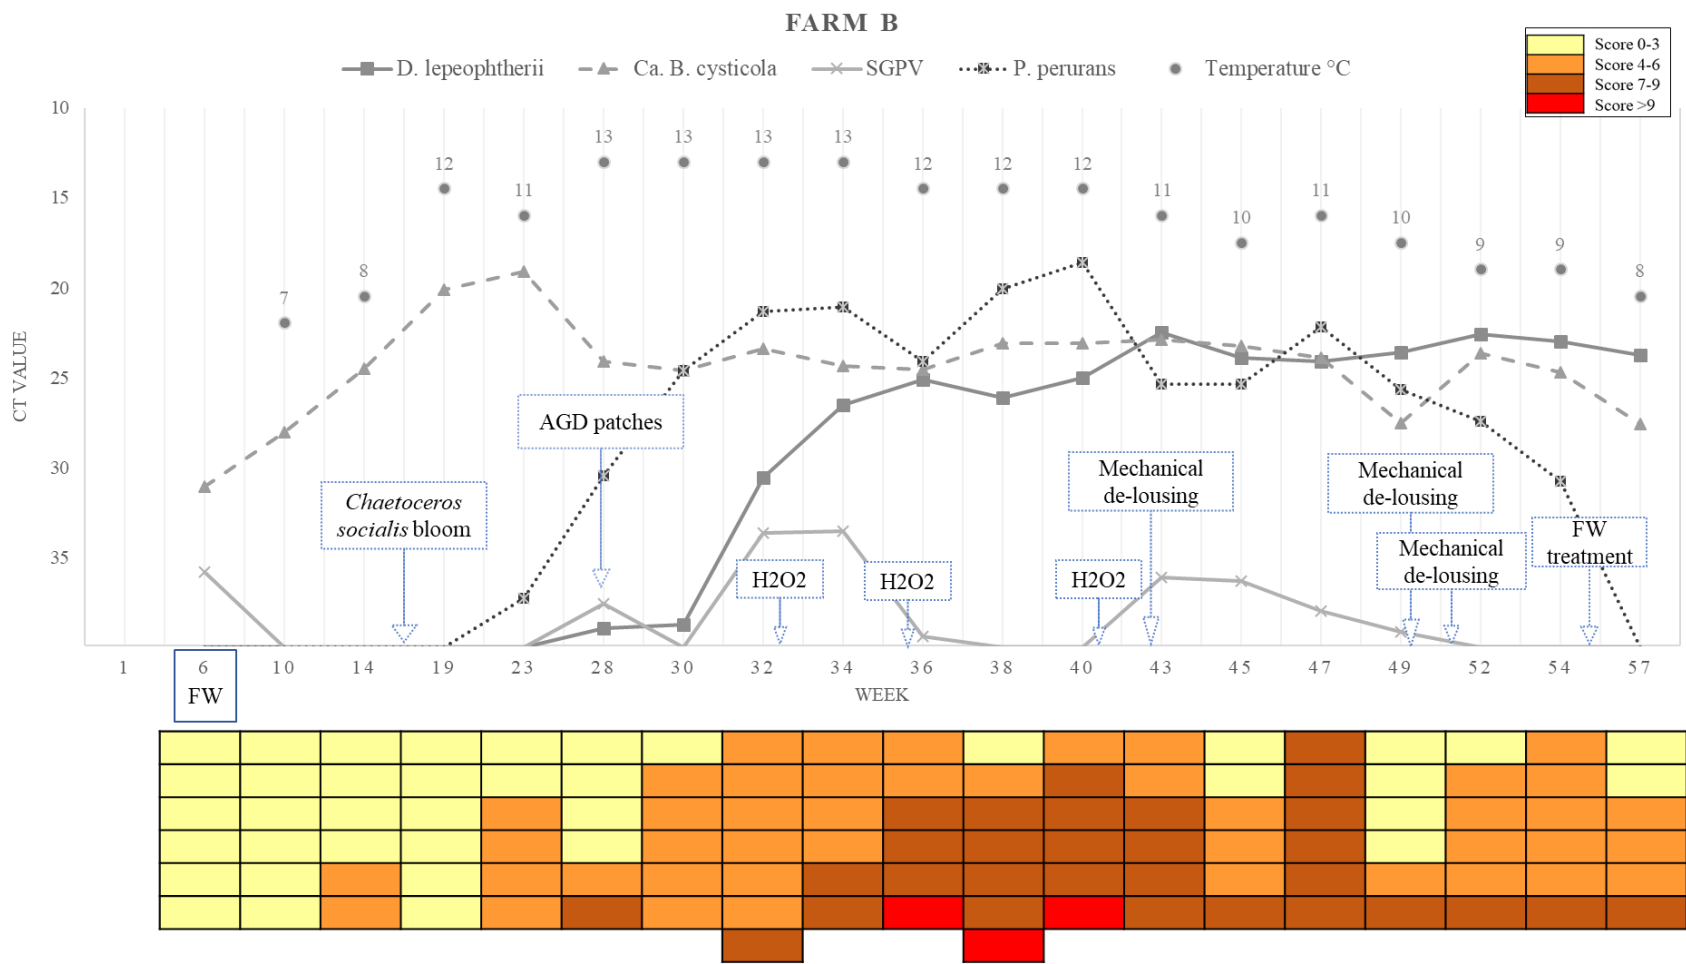 FARM B
D. lepeophtherii
Ca. B. cysticola
SGPV
P. perurans
Temperature °C
Score 0-3
Score 4-6
Score 7-9
Score >9
CT VALUE
10
15
20
25
30
35
7
8
12
11
13
13
13
13
12
12
12
11
10
11
10
9
9
8
AGD patches
Chaetoceros
socialis bloom
H2O2
H2O2
H2O2
Mechanical
de-lousing
Mechanical
de-lousing
Mechanical
de-lousing
FW
treatment
1 6 10 14 19 23 28 30 32 34 36 38 40 43 45 47 49 52 54 57
FW
WEEK